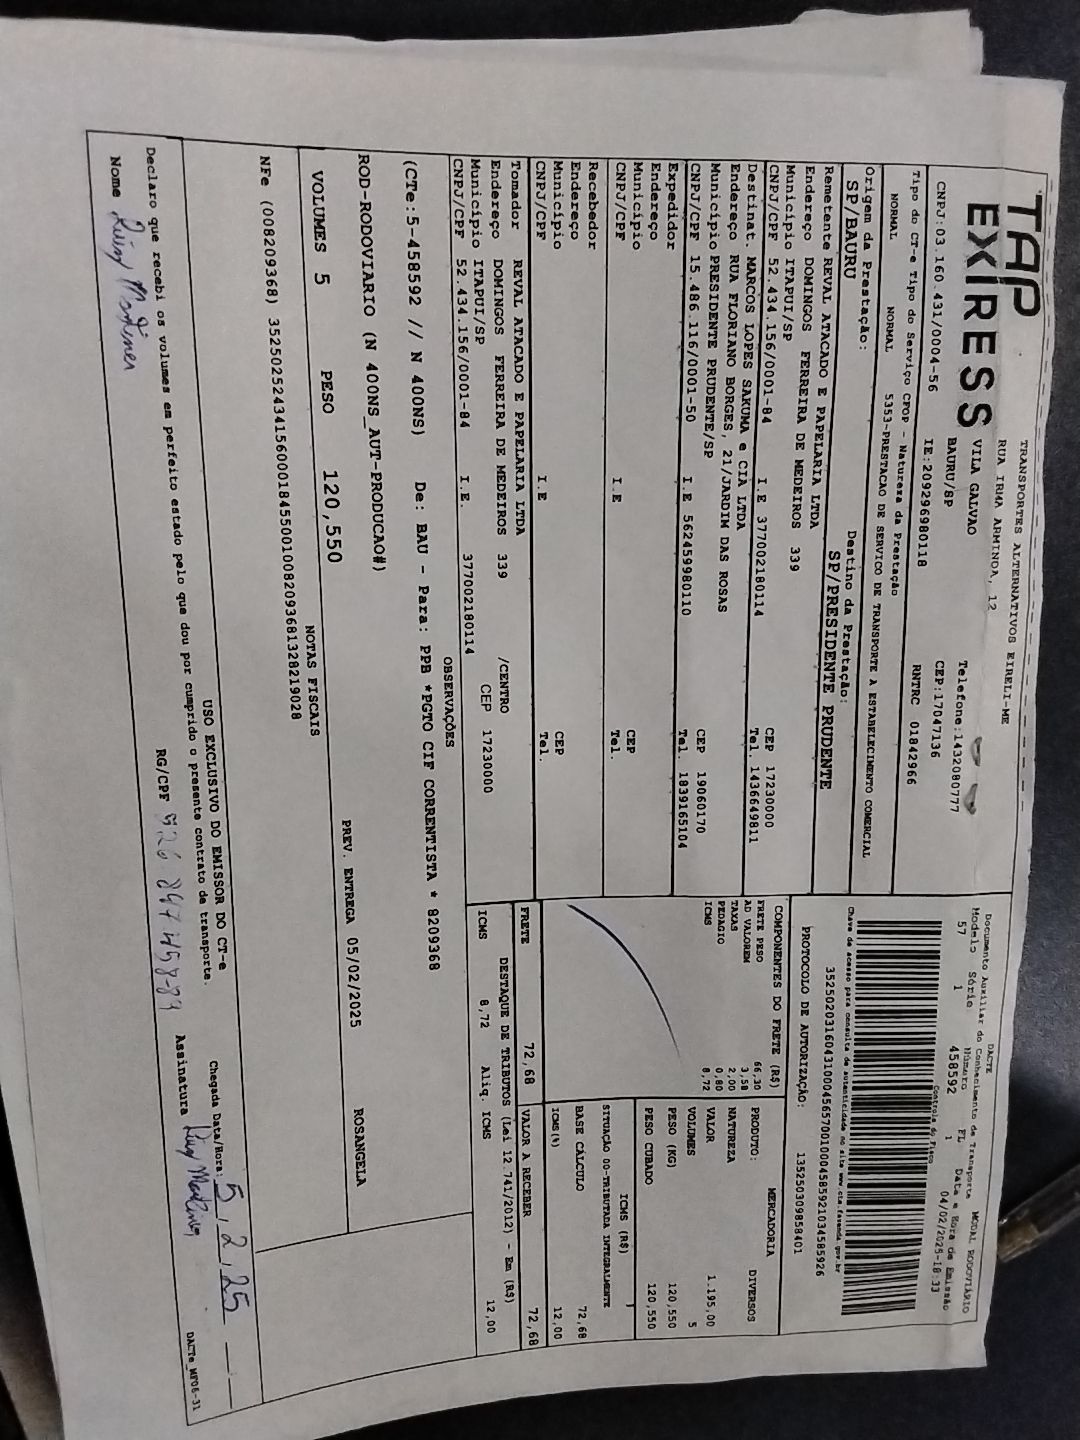 TAP
EXPRESS
TRANSPORTES ALTERNATIVOS EIRELI-ME
RUA IRMA ARMINDA, 12
VILA GALVAO
BAURU/SP
Telefone:1432080777
CEP:17047136
CNPJ:03.160.431/0004-56 IE:209296980118 RNTRC 01842966
DACTE
Documento Auxiliar do Conhecimento de Transporte MODAL RODOVIÁRIO
Modelo Série Número FL Data e Hora de Emissão
57 1 458592 1 04/02/2025-18:33
Controle do Fisco
Chave de acesso para consulta de autenticidade no site www.cte.fazenda.gov.br
35250203160431000456570010004585921034585926
PROTOCOLO DE AUTORIZAÇÃO: 135250309858401
Tipo do CT-e Tipo do Serviço CFOP - Natureza da Prestação
NORMAL NORMAL 5353-PRESTACAO DE SERVICO DE TRANSPORTE A ESTABELECIMENTO COMERCIAL
Origem da Prestação: Destino da Prestação:
SP/BAURU SP/PRESIDENTE PRUDENTE
Remetente REVAL ATACADO E PAPELARIA LTDA
Endereço DOMINGOS FERREIRA DE MEDEIROS 339
Município ITAPUI/SP CEP 17230000
CNPJ/CPF 52.434.156/0001-84 I.E 377002180114 Tel. 1436649811
Destinat. MARCOS LOPES SAKUMA e CIA LTDA
Endereço RUA FLORIANO BORGES, 21/JARDIM DAS ROSAS
Município PRESIDENTE PRUDENTE/SP CEP 19060170
CNPJ/CPF 15.486.116/0001-50 I.E 562459980110 Tel. 1839165104
Expedidor
Endereço
Município CEP
CNPJ/CPF I.E Tel.
Recebedor
Endereço
Município CEP
CNPJ/CPF I.E Tel.
Tomador REVAL ATACADO E PAPELARIA LTDA
Endereço DOMINGOS FERREIRA DE MEDEIROS 339 /CENTRO
Município ITAPUI/SP CEP 17230000
CNPJ/CPF 52.434.156/0001-84 I.E. 377002180114
COMPONENTES DO FRETE (R$)
FRETE PESO 66,30
AD VALOREM 3,58
TAXAS 2,00
PEDAGIO 0,80
ICMS 8,72
MERCADORIA
PRODUTO: DIVERSOS
NATUREZA
VALOR 1.195,00
VOLUMES 5
PESO (KG) 120,550
PESO CUBADO 120,550
ICMS (R$)
SITUAÇÃO 00-TRIBUTADA INTEGRALMENTE
BASE CÁLCULO 72,68
ICMS (%) 12,00
FRETE 72,68 VALOR A RECEBER 72,68
DESTAQUE DE TRIBUTOS (Lei 12.741/2012) - Em (R$)
ICMS 8,72 Aliq. ICMS 12,00
OBSERVAÇÕES
(CTe:5-458592 // N 400NS) De: BAU - Para: PPB *PGTO CIF CORRENTISTA * 8209368
ROD-RODOVIARIO (N 400NS_AUT-PRODUCAO#)
VOLUMES 5 PESO 120,550 PREV. ENTREGA 05/02/2025 ROSANGELA
NOTAS FISCAIS
NFe (008209368) 35250252434156000184550010082093681328219028
USO EXCLUSIVO DO EMISSOR DO CT-e
Declaro que recebi os volumes em perfeito estado pelo que dou por cumprido o presente contrato de transporte.
Chegada Data/Hora: 5/2/25
Nome RG/CPF Assinatura
DACTe_MF06-31